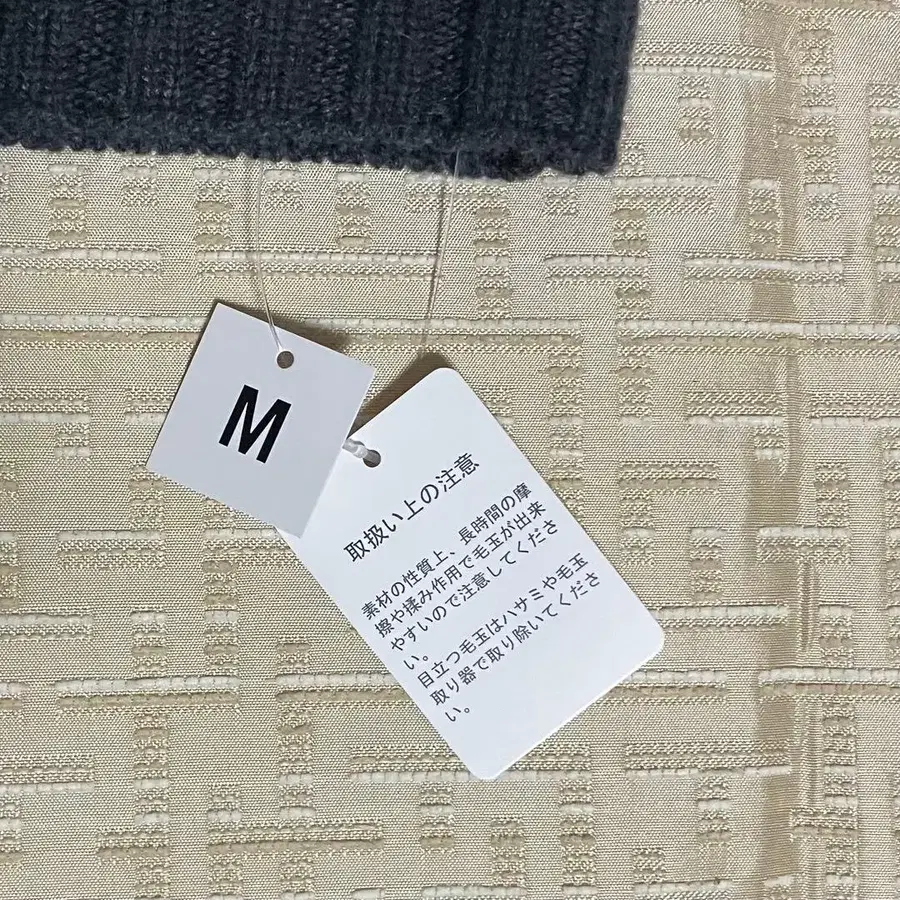 M
取扱い上の注意
素材の性質上、長時間の摩
擦や揉み作用で毛玉が出来
やすいので注意してくださ
い。
目立つ毛玉はハサミや毛玉
取り器で取り除いてくださ
い。